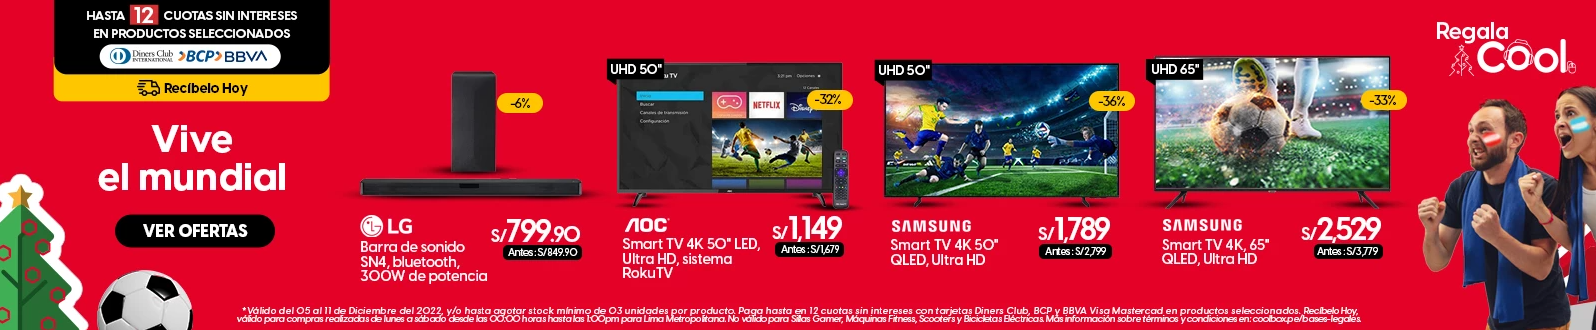 HASTA 12 CUOTAS SIN INTERESES
EN PRODUCTOS SELECCIONADOS
Diners Club INTERNATIONAL BCP BBVA
Recíbelo Hoy
Vive
el mundial
VER OFERTAS
-6%
LG
Barra de sonido
SN4, bluetooth,
300W de potencia
S/799.90
Antes : S/849.90
UHD 50"
Roku TV
Buscar
Canales de transmisión
Configuración
NETFLIX
Disney
-32%
AOC
Smart TV 4K 50" LED,
Ultra HD, sistema
RokuTV
S/1,149
Antes : S/1,679
UHD 50"
-36%
SAMSUNG
Smart TV 4K 50"
QLED, Ultra HD
S/1,789
Antes : S/2,799
UHD 65"
-33%
SAMSUNG
Smart TV 4K, 65"
QLED, Ultra HD
S/2,529
Antes : S/3,779
Regala
Cool
*Válido del 05 al 11 de Diciembre del 2022, y/o hasta agotar stock mínimo de 03 unidades por producto. Paga hasta en 12 cuotas sin intereses con tarjetas Diners Club, BCP y BBVA Visa Mastercad en productos seleccionados. Recíbelo Hoy,
válido para compras realizadas de lunes a sábado desde las 00:00 horas hasta las 1:00pm para Lima Metropolitana. No válido para Sillas Gamer, Máquinas Fitness, Scooters y Bicicletas Eléctricas. Más información sobre términos y condiciones en: coolbox.pe/bases-legales.